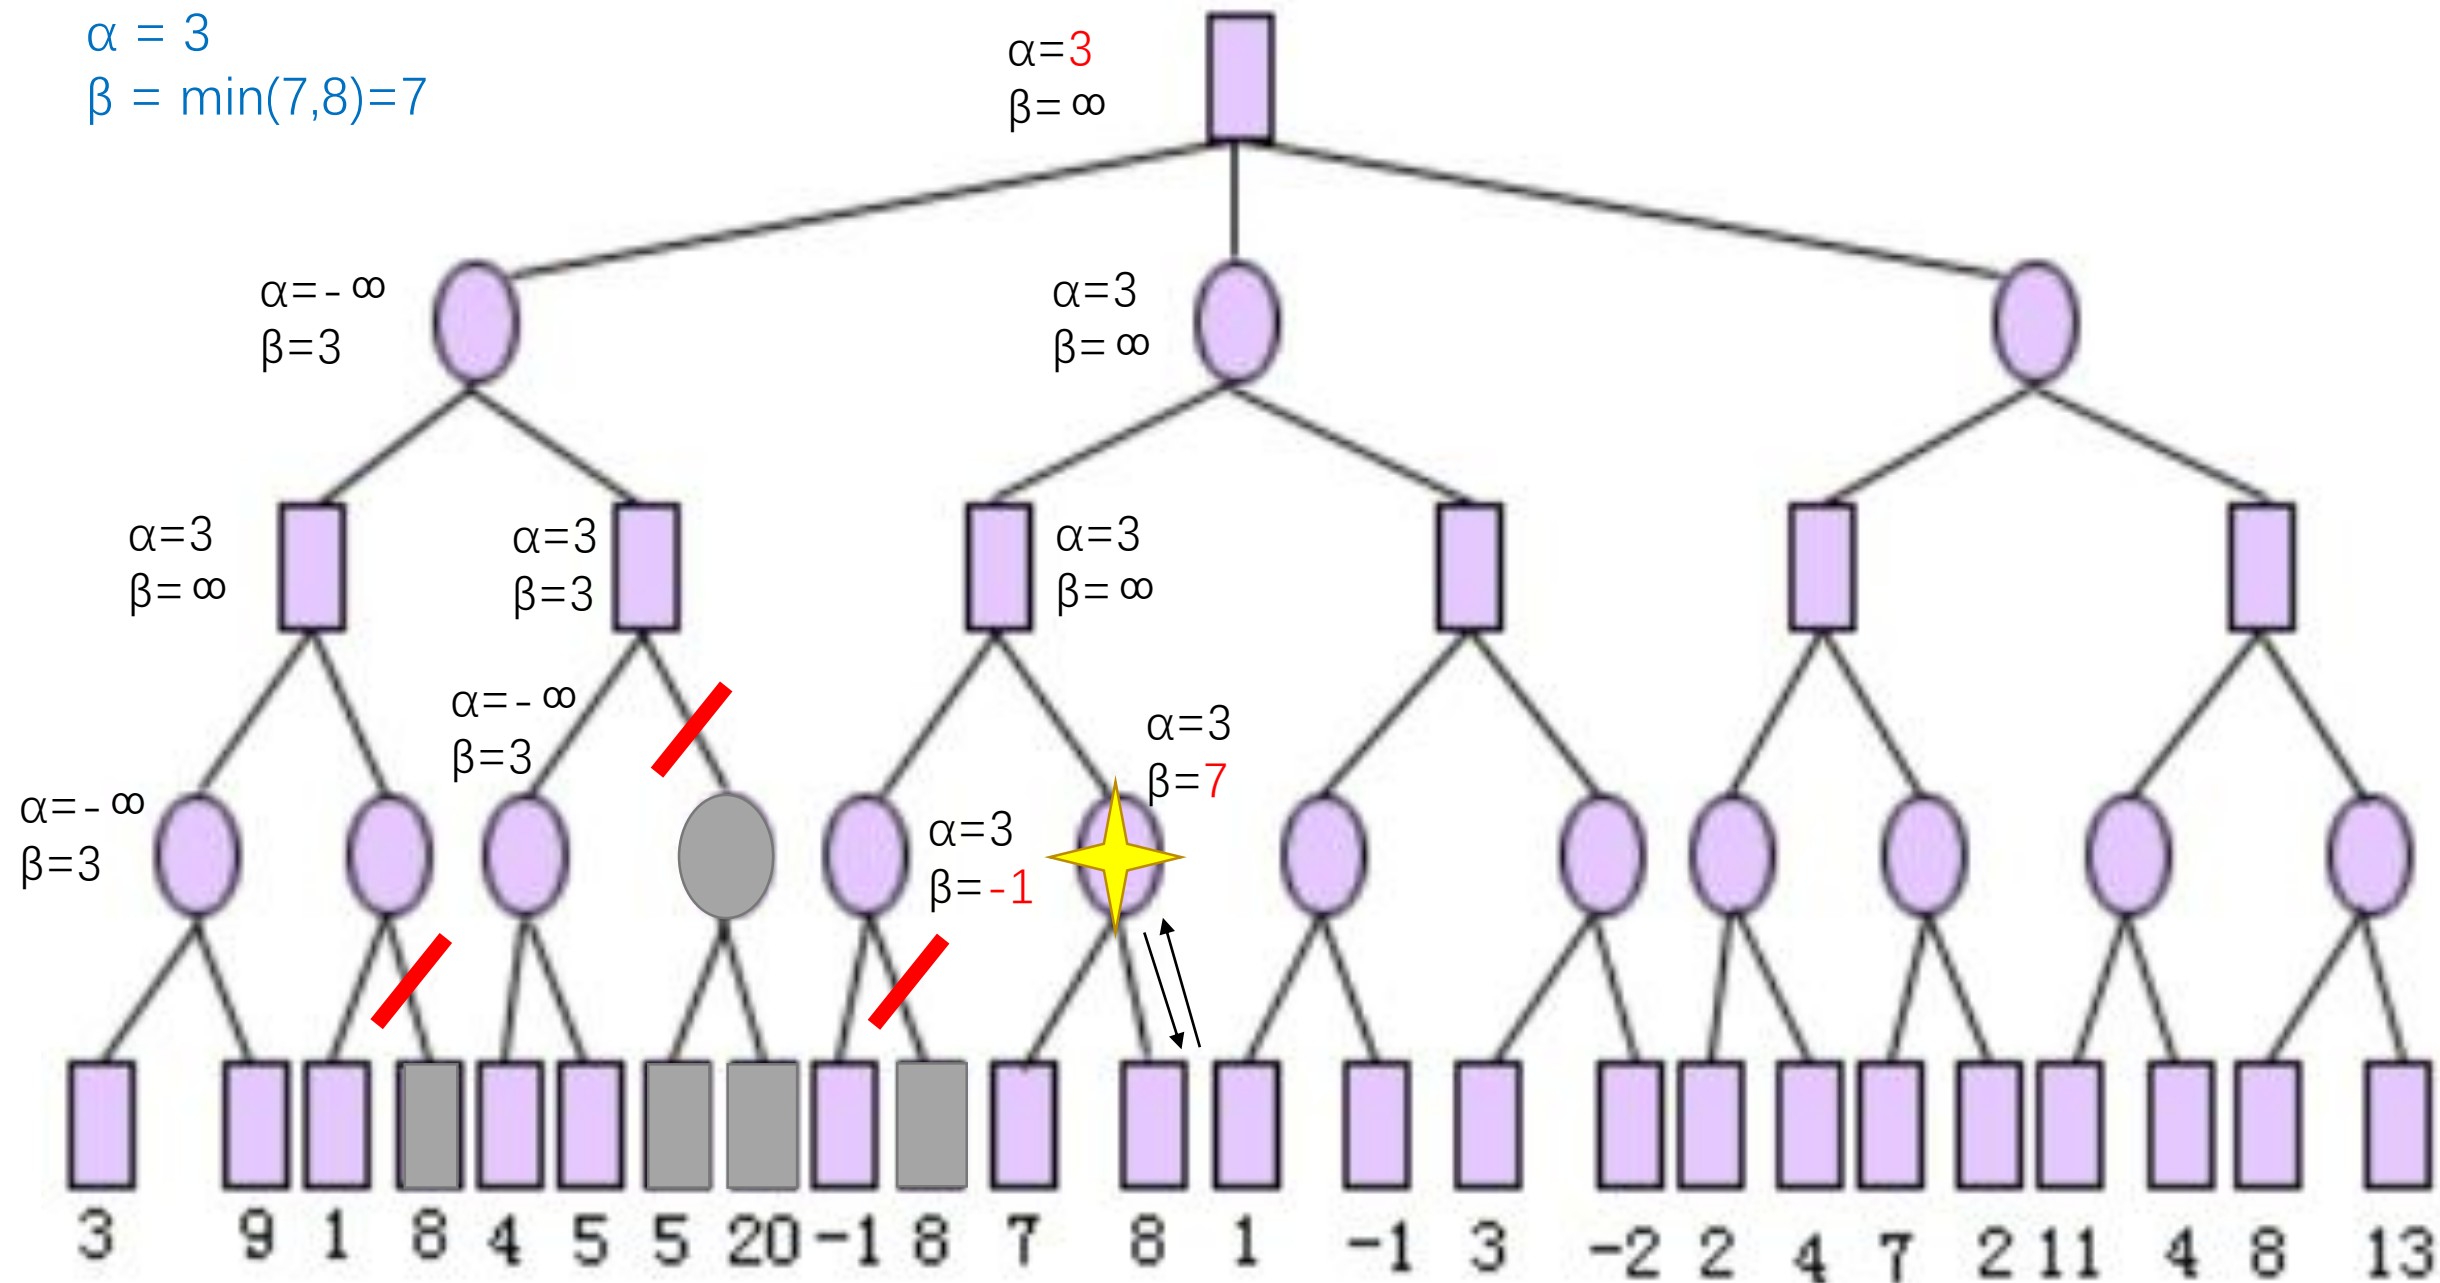 α = 3
β = min(7,8)=7
α=3
β=∞
α=-∞
β=3
α=3
β=∞
α=3
β=∞
α=3
β=3
α=3
β=∞
α=-∞
β=3
α=3
β=7
α=-∞
β=3
α=3
β=-1
3 9 1 8 4 5 5 20 -1 8 7 8 1 -1 3 -2 2 4 7 2 11 4 8 13